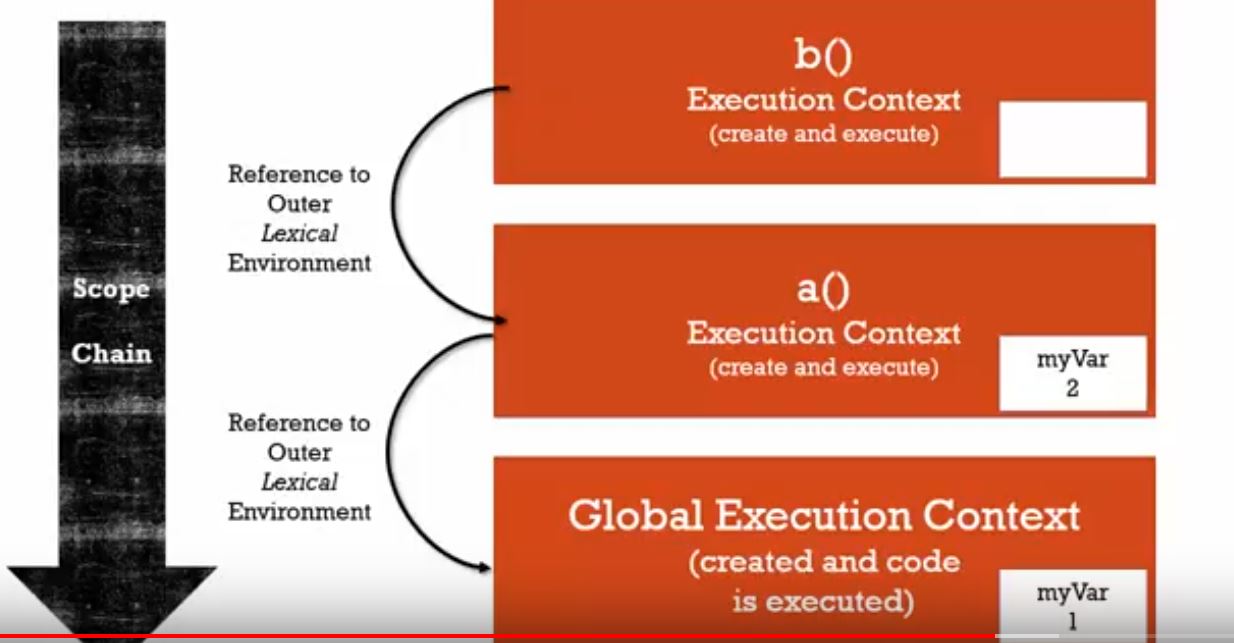 b()
Execution Context
(create and execute)
Reference to
Outer
Lexical
Environment
a()
Execution Context
(create and execute)
myVar
2
Scope
Chain
Reference to
Outer
Lexical
Environment
Global Execution Context
(created and code
is executed)
myVar
1